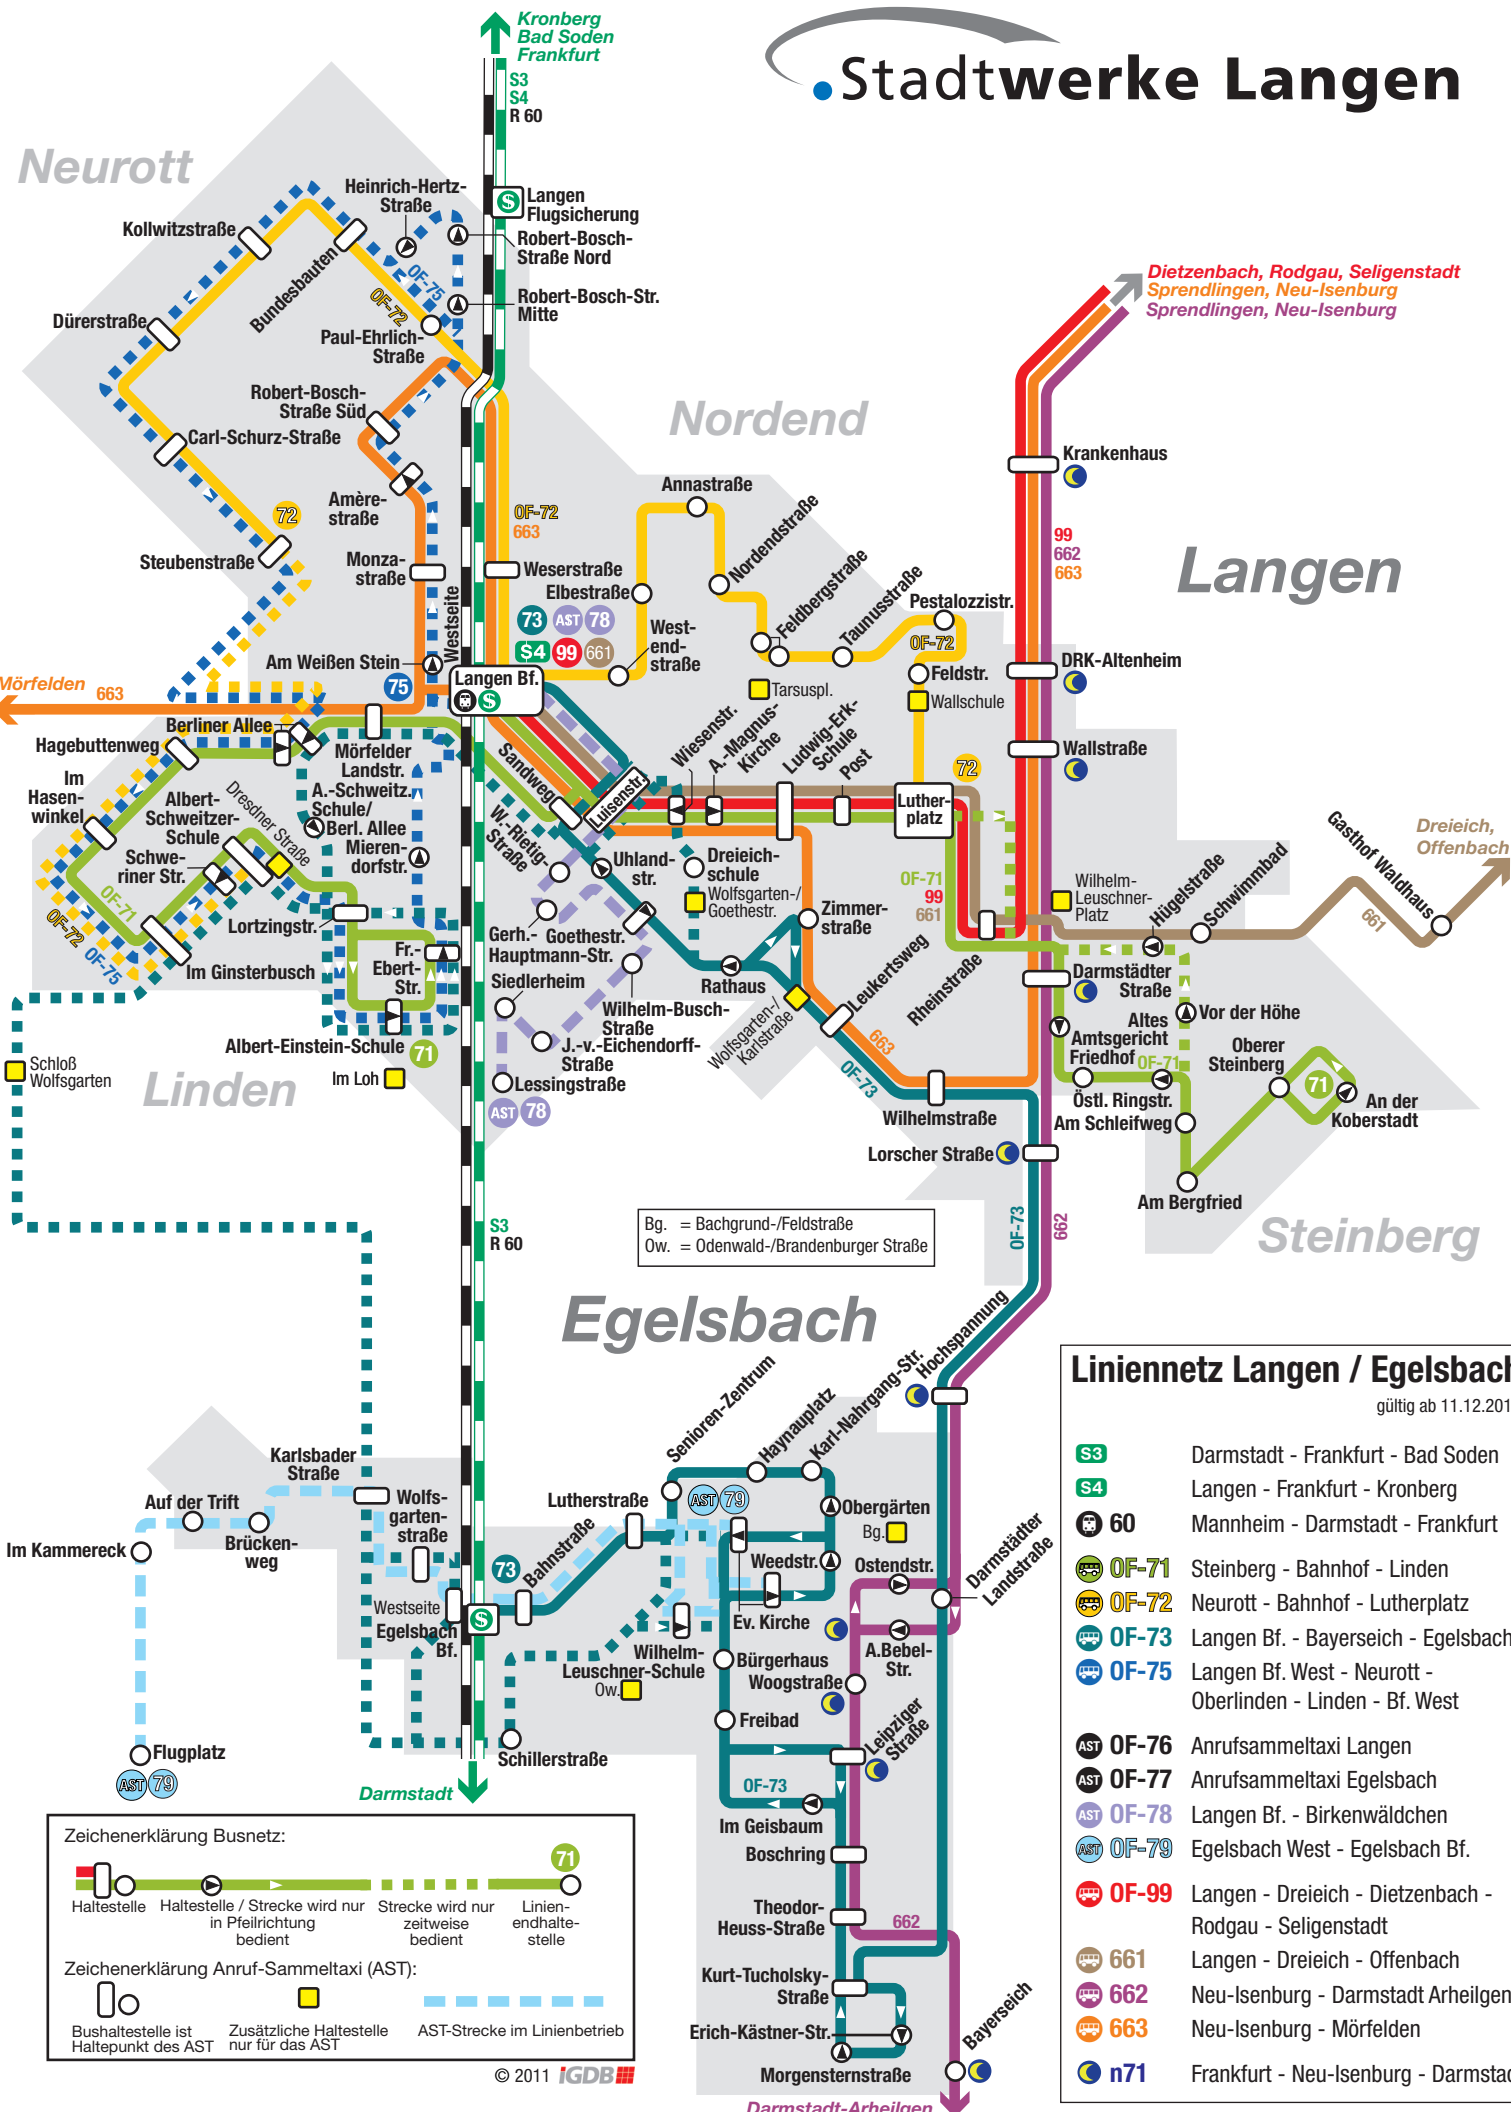 Kronberg
Bad Soden
Frankfurt
S3
S4
R 60
.Stadtwerke Langen
Neurott
Heinrich-Hertz-
Straße
Langen
Flugsicherung
Kollwitzstraße
Robert-Bosch-
Straße Nord
Bundesbauten
OF-75
OF-72
Robert-Bosch-Str.
Mitte
Dietzenbach, Rodgau, Seligenstadt
Sprendlingen, Neu-Isenburg
Sprendlingen, Neu-Isenburg
Dürerstraße
Paul-Ehrlich-
Straße
Robert-Bosch-
Straße Süd
Nordend
Carl-Schurz-Straße
Krankenhaus
Amère-
straße
Annastraße
Nordendstraße
72
OF-72
663
99
662
663
Steubenstraße
Monza-
straße
Weserstraße
Elbestraße
Feldbergstraße
Taunusstraße
Langen
Westseite
73 AST 78
S4 99 661
West-
end-
straße
Pestalozzistr.
OF-72
Am Weißen Stein
75
Langen Bf.
Feldstr.
DRK-Altenheim
Mörfelden 663
Tarsuspl.
Wallschule
Berliner Allee
Hagebuttenweg
Mörfelder
Landstr.
Sandweg
Luisenstr.
Wiesenstr.
A.-Magnus-
Kirche
Ludwig-Erk-
Schule
Post
72
Wallstraße
Im
Hasen-
winkel
Albert-
Schweitzer-
Schule
Dresdner Straße
A.-Schweitz.
Schule/
Berl. Allee
Mieren-
dorfstr.
Luther-
platz
Schwe-
riner Str.
W.-Rietig-
Straße
Uhland-
str.
Dreieich-
schule
Gasthof Waldhaus
Dreieich,
Offenbach
OF-71
OF-72
OF-75
Wolfsgarten-/
Goethestr.
OF-71
99
661
Wilhelm-
Leuschner-
Platz
Hügelstraße
Schwimmbad
661
Lortzingstr.
Gerh.-
Hauptmann-Str.
Goethestr.
Zimmer-
straße
Im Ginsterbusch
Fr.-
Ebert-
Str.
Siedlerheim
Rathaus
Leukertsweg
Rheinstraße
Darmstädter
Straße
Wilhelm-Busch-
Straße
Wolfsgarten-/
Karlstraße
Altes
Amtsgericht
Vor der Höhe
Albert-Einstein-Schule 71
J.-v.-Eichendorff-
Straße
663
Friedhof
OF-71
Oberer
Steinberg
Schloß
Wolfsgarten
Linden
Im Loh
Lessingstraße
OF-73
Östl. Ringstr.
71
An der
Koberstadt
AST 78
Wilhelmstraße
Am Schleifweg
Lorscher Straße
Am Bergfried
S3
R 60
Bg. = Bachgrund-/Feldstraße
Ow. = Odenwald-/Brandenburger Straße
OF-73
662
Steinberg
Egelsbach
Hochspannung
Senioren-Zentrum
Haynauplatz
Karl-Nahrgang-Str.
Karlsbader
Straße
Auf der Trift
Wolfs-
garten-
straße
Lutherstraße
AST 79
Obergärten
Bg.
Im Kammereck
Brücken-
weg
73
Bahnstraße
Weedstr.
Ostendstr.
Darmstädter
Landstraße
Westseite
Egelsbach
Bf.
Ev. Kirche
Wilhelm-
Leuschner-Schule
Ow.
Bürgerhaus
A.Bebel-
Str.
Woogstraße
Freibad
Leipziger
Straße
Flugplatz
AST 79
Schillerstraße
Darmstadt
OF-73
Im Geisbaum
Boschring
Theodor-
Heuss-Straße
662
Kurt-Tucholsky-
Straße
Erich-Kästner-Str.
Bayerseich
Morgensternstraße
Darmstadt-Arheilgen
Zeichenerklärung Busnetz:
71
Haltestelle
Haltestelle / Strecke wird nur
in Pfeilrichtung
bedient
Strecke wird nur
zeitweise
bedient
Linien-
endhalte-
stelle
Zeichenerklärung Anruf-Sammeltaxi (AST):
Bushaltestelle ist
Haltepunkt des AST
Zusätzliche Haltestelle
nur für das AST
AST-Strecke im Linienbetrieb
© 2011 iGDB
Liniennetz Langen / Egelsbach
gültig ab 11.12.201
S3 Darmstadt - Frankfurt - Bad Soden
S4 Langen - Frankfurt - Kronberg
60 Mannheim - Darmstadt - Frankfurt
OF-71 Steinberg - Bahnhof - Linden
OF-72 Neurott - Bahnhof - Lutherplatz
OF-73 Langen Bf. - Bayerseich - Egelsbach
OF-75 Langen Bf. West - Neurott -
Oberlinden - Linden - Bf. West
AST OF-76 Anrufsammeltaxi Langen
AST OF-77 Anrufsammeltaxi Egelsbach
AST OF-78 Langen Bf. - Birkenwäldchen
AST OF-79 Egelsbach West - Egelsbach Bf.
OF-99 Langen - Dreieich - Dietzenbach -
Rodgau - Seligenstadt
661 Langen - Dreieich - Offenbach
662 Neu-Isenburg - Darmstadt Arheilgen
663 Neu-Isenburg - Mörfelden
n71 Frankfurt - Neu-Isenburg - Darmstad